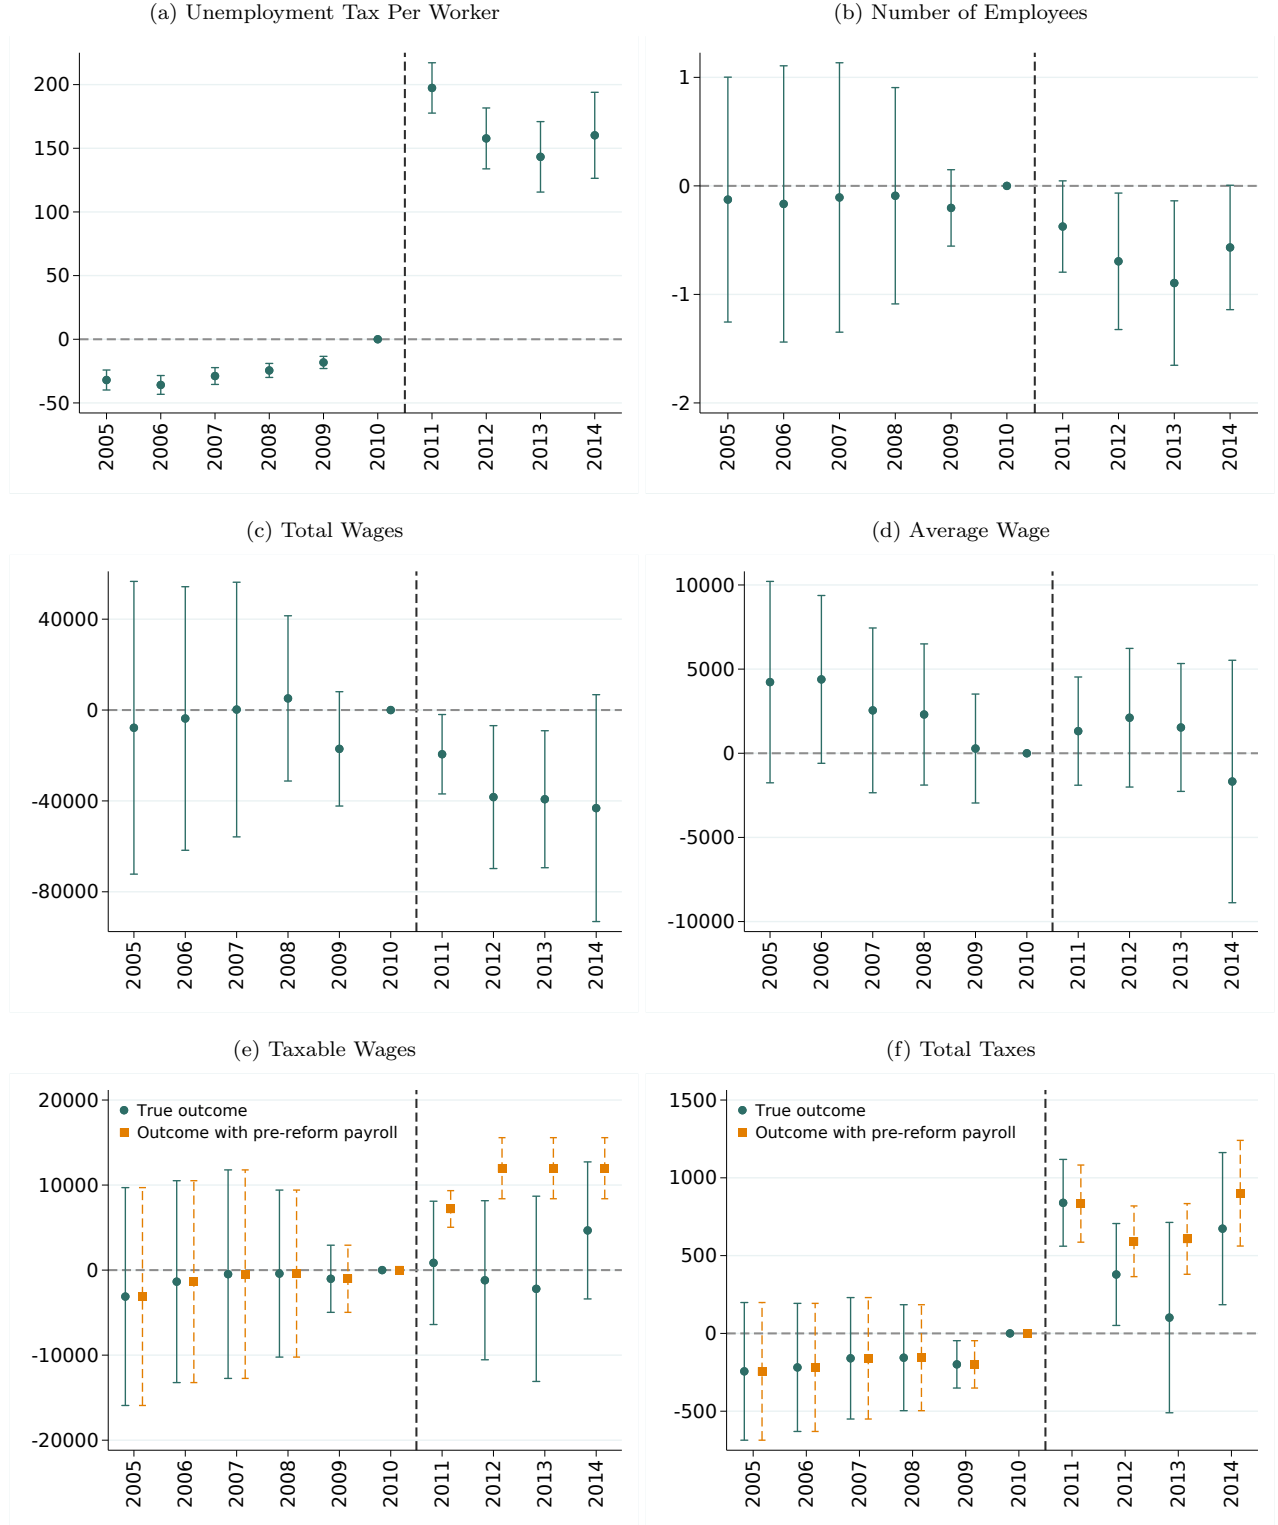 (a) Unemployment Tax Per Worker
200
150
100
50
0
-50
2005 2006 2007 2008 2009 2010 2011 2012 2013 2014
(b) Number of Employees
1
0
-1
-2
2005 2006 2007 2008 2009 2010 2011 2012 2013 2014
(c) Total Wages
40000
0
-40000
-80000
2005 2006 2007 2008 2009 2010 2011 2012 2013 2014
(d) Average Wage
10000
5000
0
-5000
-10000
2005 2006 2007 2008 2009 2010 2011 2012 2013 2014
(e) Taxable Wages
20000
10000
0
-10000
-20000
True outcome
Outcome with pre-reform payroll
2005 2006 2007 2008 2009 2010 2011 2012 2013 2014
(f) Total Taxes
1500
1000
500
0
-500
True outcome
Outcome with pre-reform payroll
2005 2006 2007 2008 2009 2010 2011 2012 2013 2014